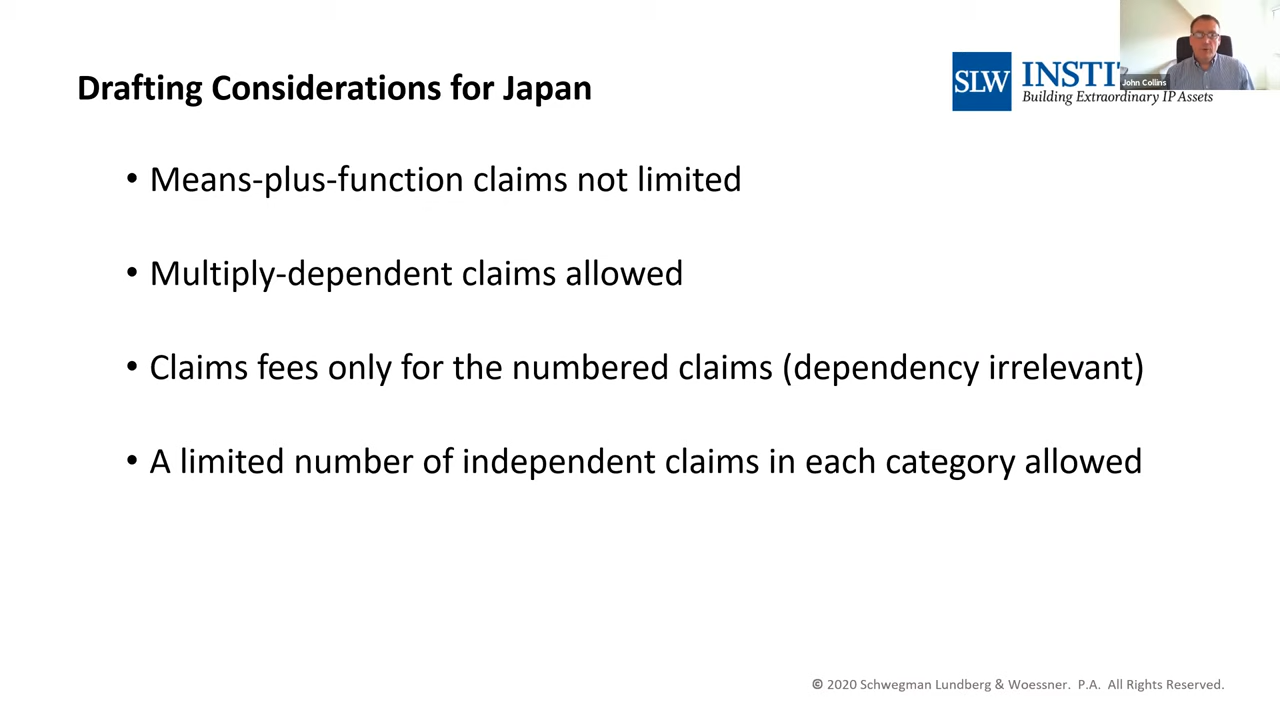 Drafting Considerations for Japan
SLW
INSTI
Building Extraordinary IP Assets
John Collins
• Means-plus-function claims not limited
• Multiply-dependent claims allowed
• Claims fees only for the numbered claims (dependency irrelevant)
• A limited number of independent claims in each category allowed
© 2020 Schwegman Lundberg & Woessner. P.A. All Rights Reserved.